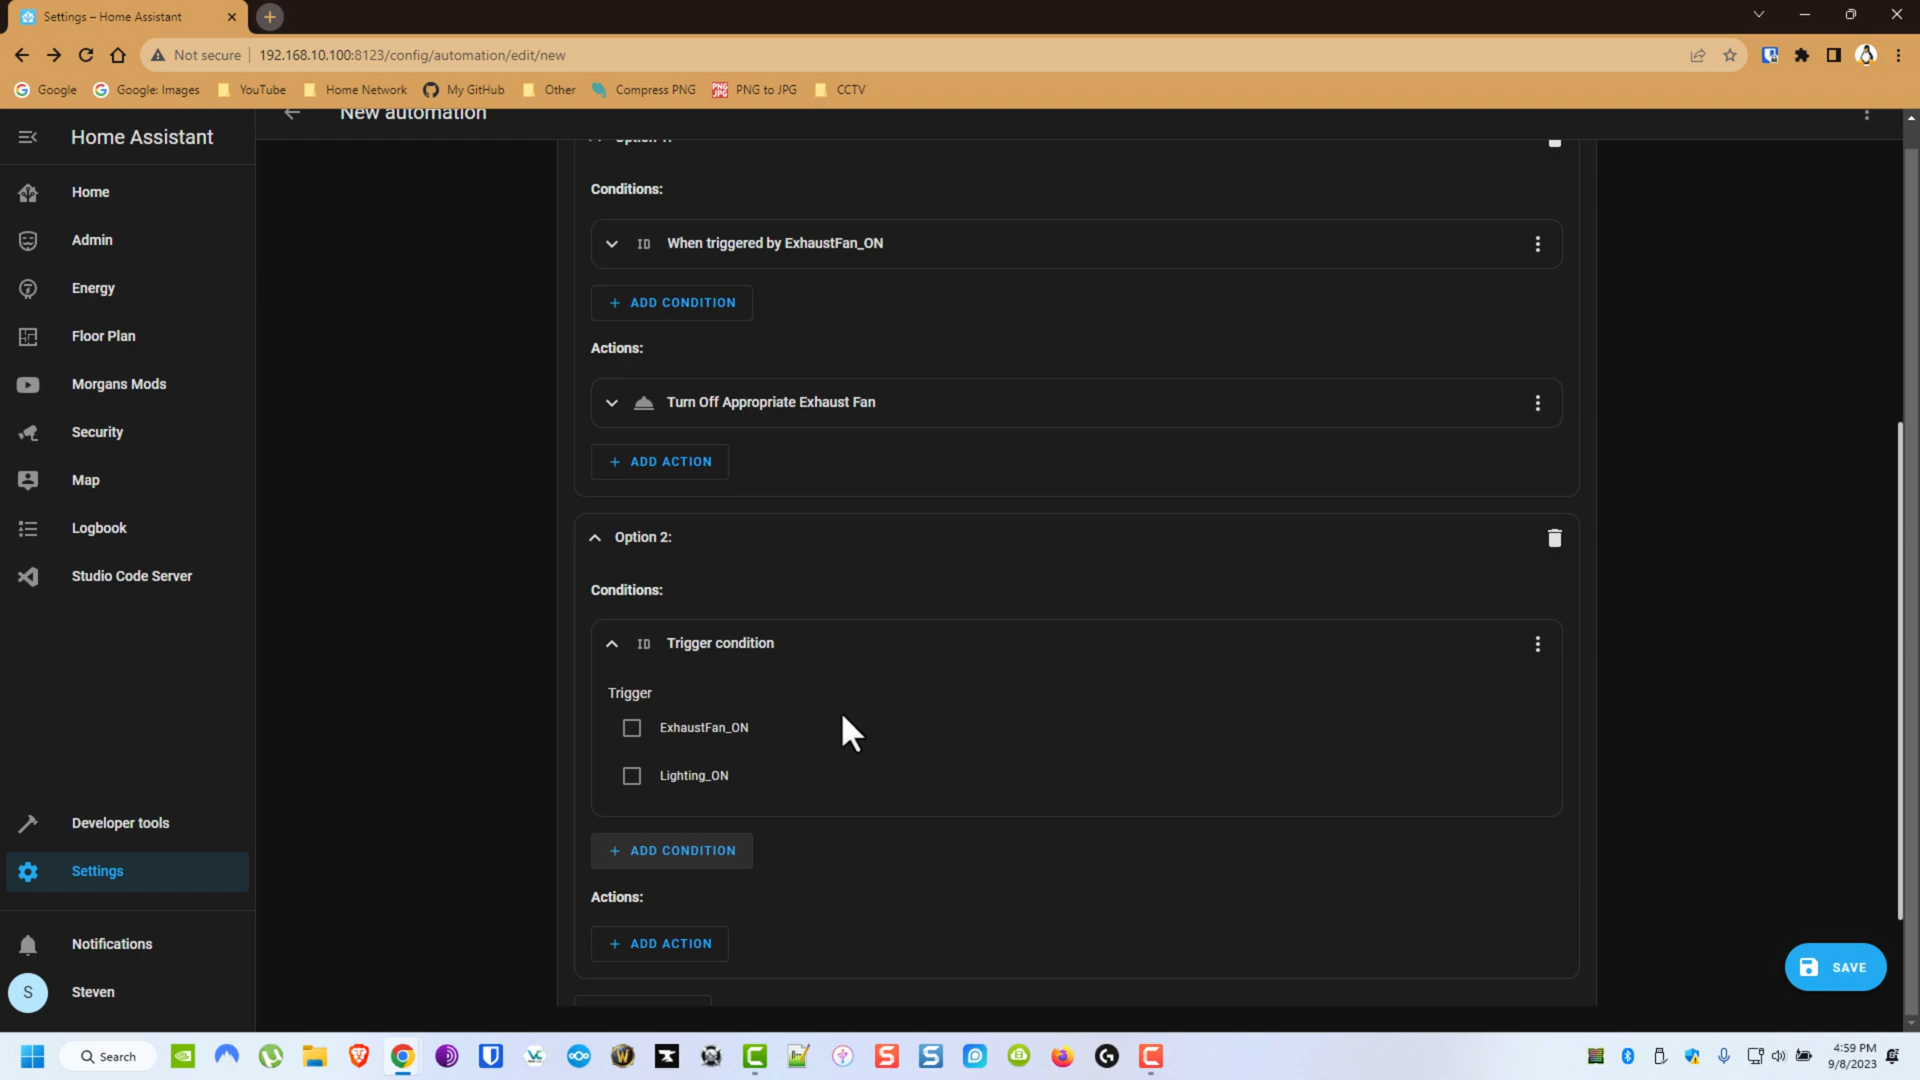 Settings – Home Assistant
Not secure
192.168.10.100:8123/config/automation/edit/new
Google
Google: Images
YouTube
Home Network
My GitHub
Other
Compress PNG
PNG to JPG
CCTV
Home Assistant
New automation
Home
Admin
Energy
Floor Plan
Morgans Mods
Security
Map
Logbook
Studio Code Server
Developer tools
Settings
Notifications
S
Steven
Conditions:
ID When triggered by ExhaustFan_ON
+ ADD CONDITION
Actions:
Turn Off Appropriate Exhaust Fan
+ ADD ACTION
Option 2:
Conditions:
ID Trigger condition
Trigger
ExhaustFan_ON
Lighting_ON
+ ADD CONDITION
Actions:
+ ADD ACTION
SAVE
Search
4:59 PM
9/8/2023